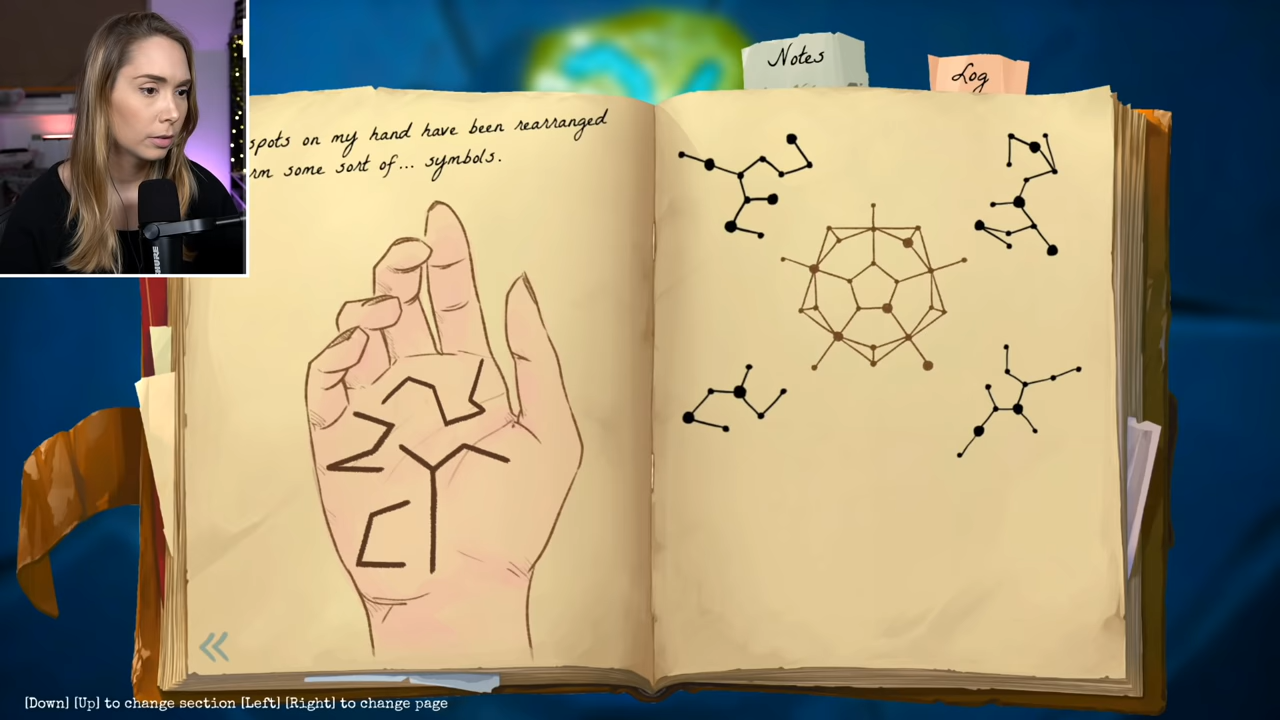 Notes
Log
spots on my hand have been rearranged
some sort of... symbols.
[Down] [Up] to change section [Left] [Right] to change page